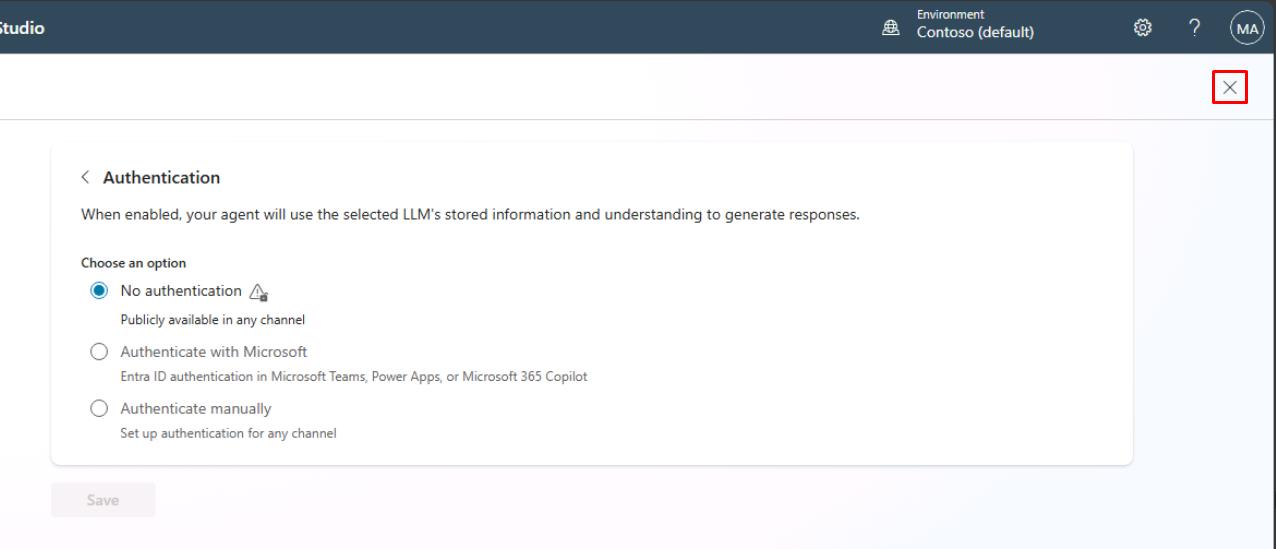 Studio
Environment
Contoso (default)
?
MA
Authentication
When enabled, your agent will use the selected LLM's stored information and understanding to generate responses.
Choose an option
No authentication
Publicly available in any channel
Authenticate with Microsoft
Entra ID authentication in Microsoft Teams, Power Apps, or Microsoft 365 Copilot
Authenticate manually
Set up authentication for any channel
Save